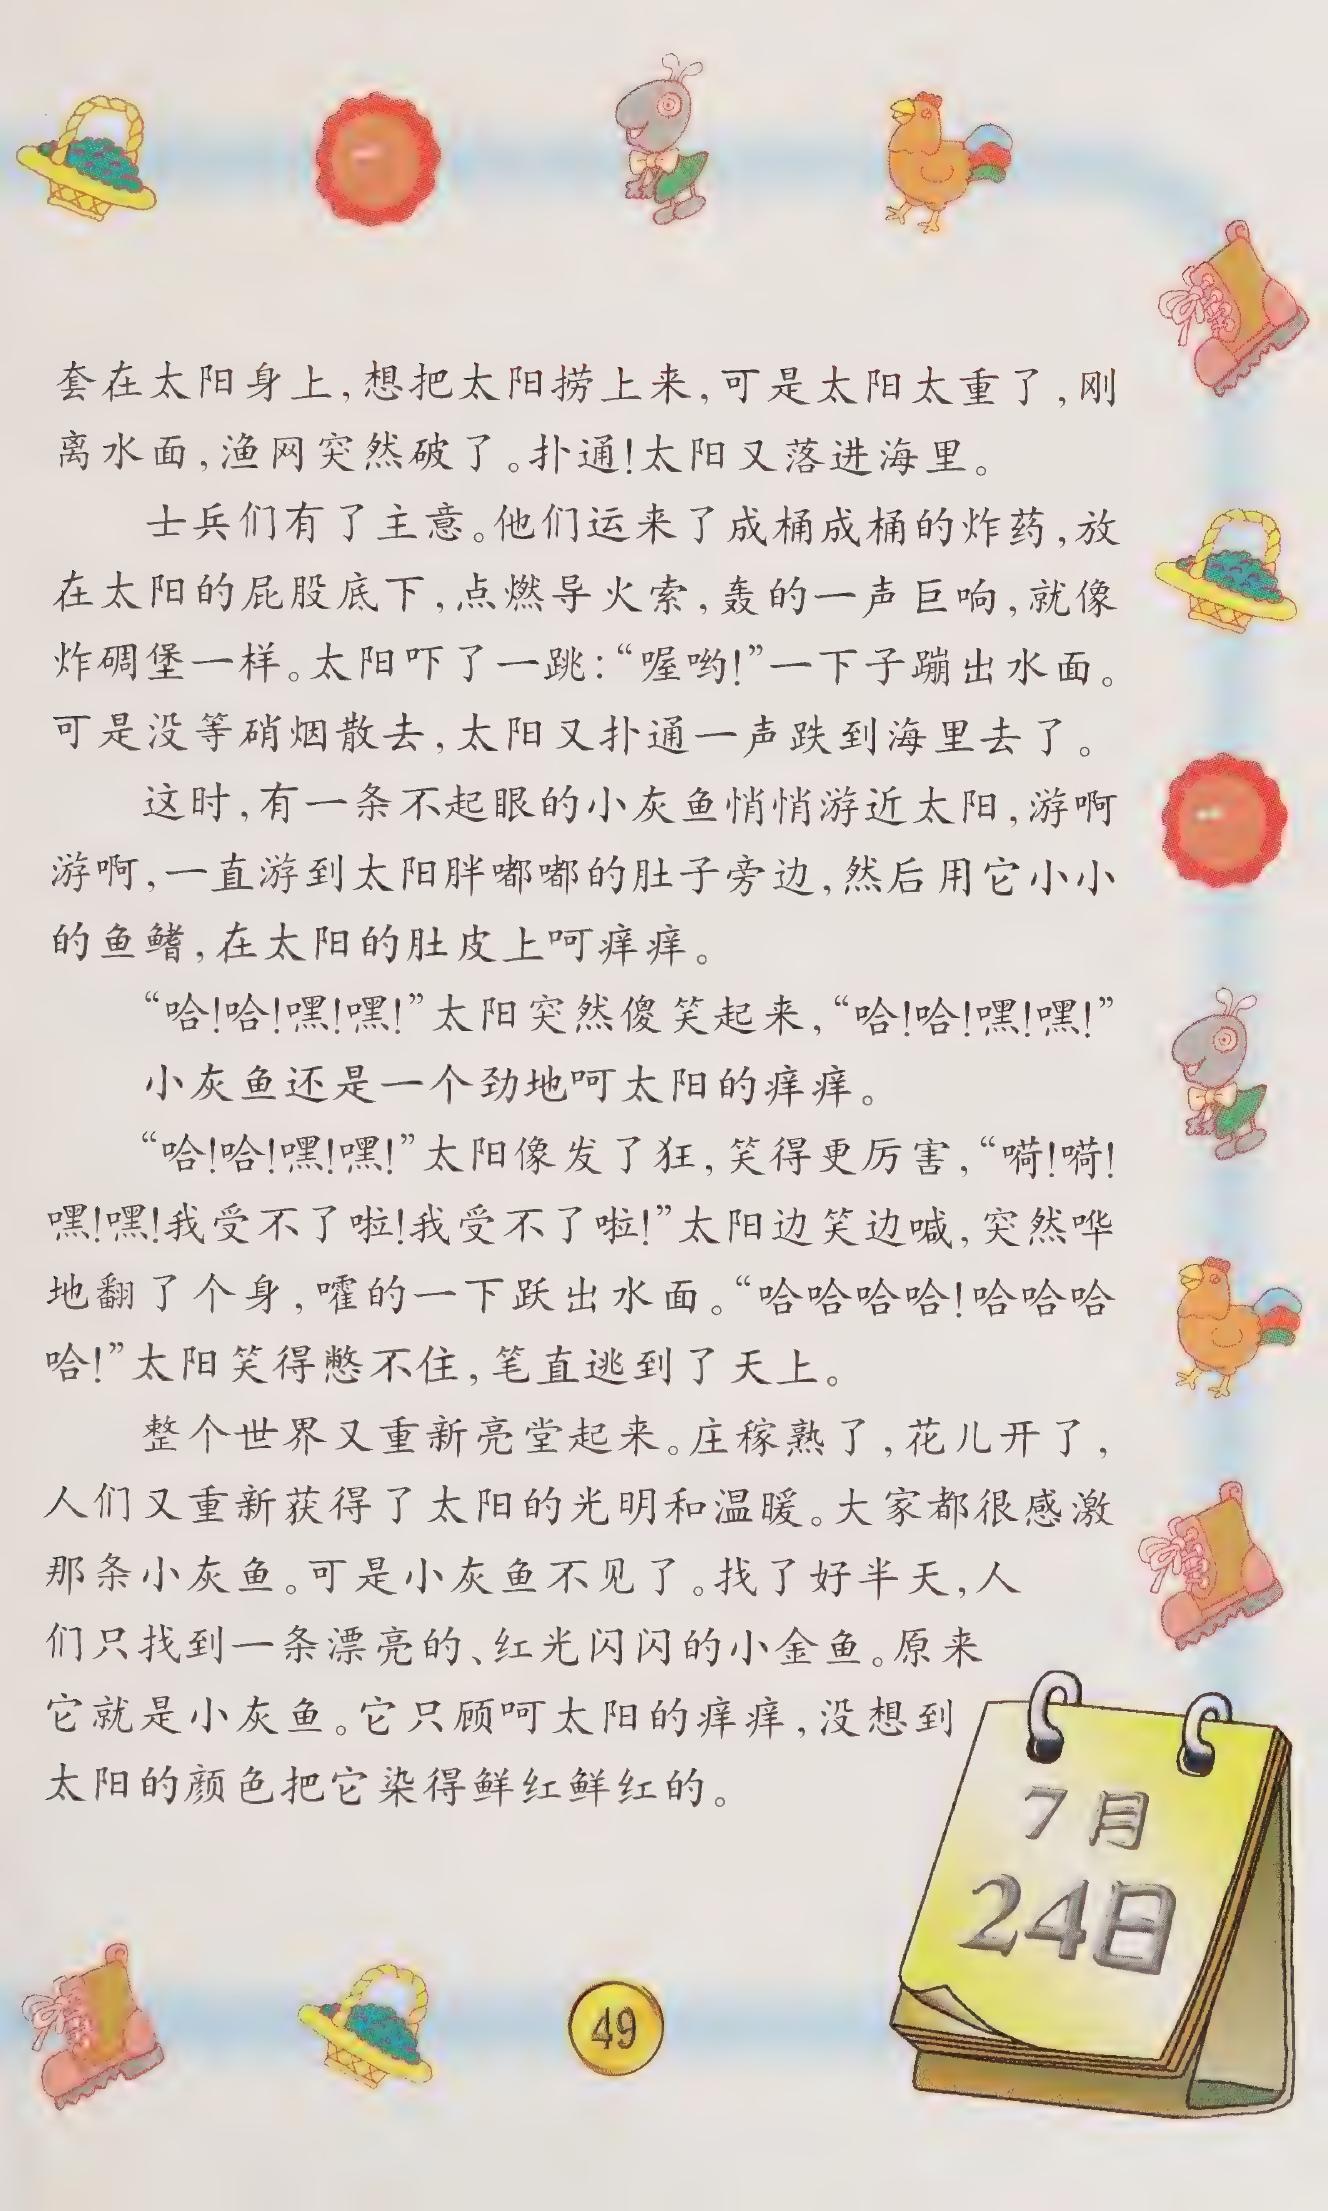 套在太阳身上，想把太阳捞上来，可是太阳太重了，刚
离水面，渔网突然破了。扑通！太阳又落进海里。
士兵们有了主意。他们运来了成桶成桶的炸药，放
在太阳的屁股底下，点燃导火索，轰的一声巨响，就像
炸碉堡一样。太阳吓了一跳：“喔哟！”一下子蹦出水面。
可是没等硝烟散去，太阳又扑通一声跌到海里去了。
这时，有一条不起眼的小灰鱼悄悄游近太阳，游啊
游啊，一直游到太阳胖嘟嘟的肚子旁边，然后用它小小
的鱼鳍，在太阳的肚皮上呵痒痒。
“哈！哈！嘿！嘿！”太阳突然傻笑起来，“哈！哈！嘿！嘿！”
小灰鱼还是一个劲地呵太阳的痒痒。
“哈！哈！嘿！嘿！”太阳像发了狂，笑得更厉害，“嗬！嗬！
嘿！嘿！我受不了啦！我受不了啦！”太阳边笑边喊，突然哗
地翻了个身，嚯的一下跃出水面。“哈哈哈哈！哈哈哈
哈！”太阳笑得憋不住，笔直逃到了天上。
整个世界又重新亮堂起来。庄稼熟了，花儿开了，
人们又重新获得了太阳的光明和温暖。大家都很感激
那条小灰鱼。可是小灰鱼不见了。找了好半天，人
们只找到一条漂亮的、红光闪闪的小金鱼。原来
它就是小灰鱼。它只顾呵太阳的痒痒，没想到
太阳的颜色把它染得鲜红鲜红的。
7月
24日
49